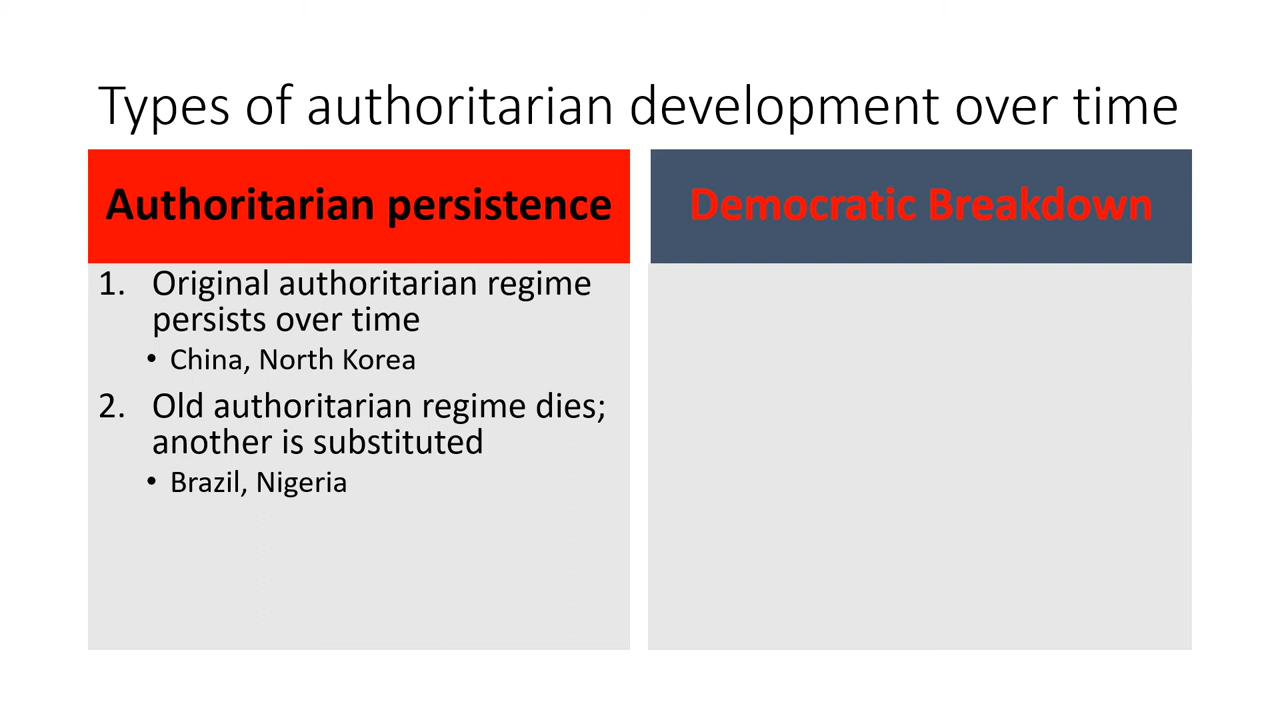 Types of authoritarian development over time
Authoritarian persistence
1. Original authoritarian regime
persists over time
• China, North Korea
2. Old authoritarian regime dies;
another is substituted
• Brazil, Nigeria
Democratic Breakdown